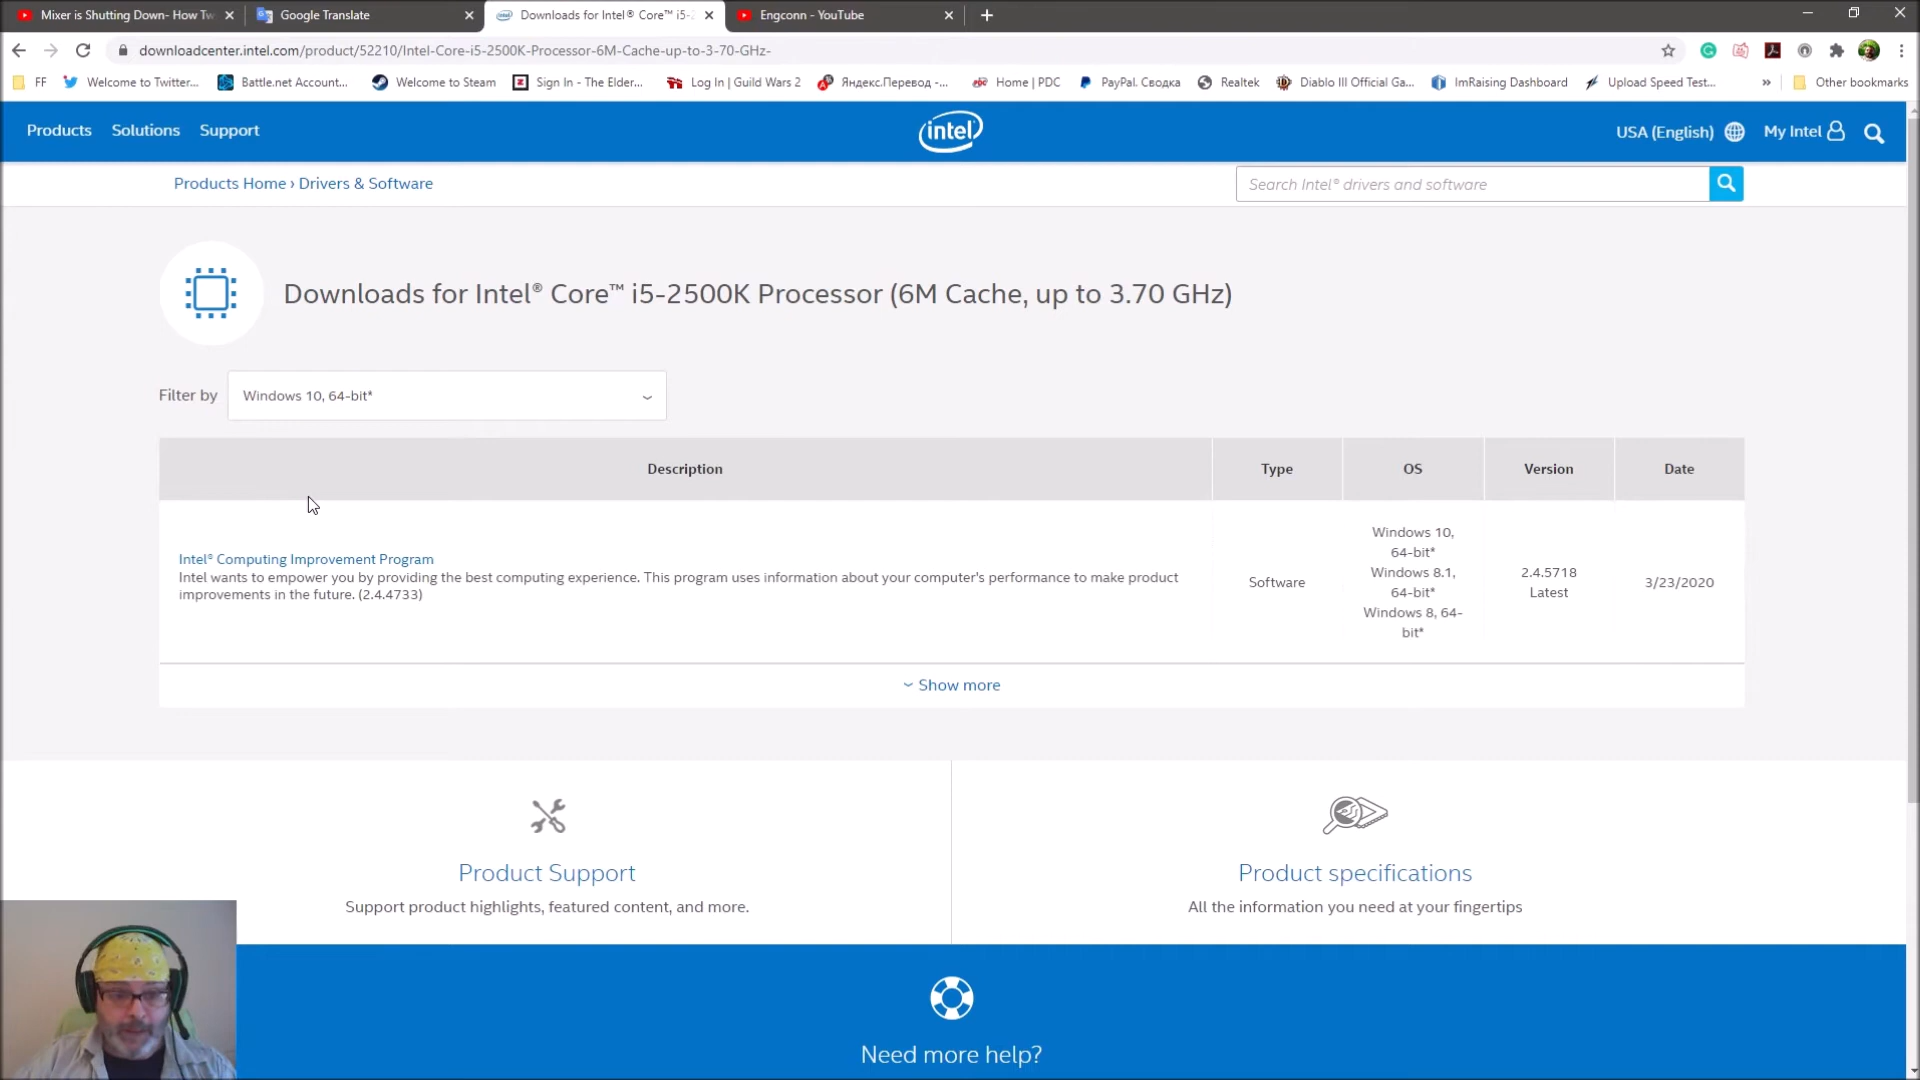 Mixer is Shutting Down- How Tw
Google Translate
Downloads for Intel® Core™ i5-2
Engconn - YouTube
downloadcenter.intel.com/product/52210/Intel-Core-i5-2500K-Processor-6M-Cache-up-to-3-70-GHz-
FF
Welcome to Twitter...
Battle.net Account...
Welcome to Steam
Sign In - The Elder...
Log In | Guild Wars 2
Яндекс.Перевод -...
Home | PDC
PayPal. Сводка
Realtek
Diablo III Official Ga...
ImRaising Dashboard
Upload Speed Test...
»
Other bookmarks
Products
Solutions
Support
intel
USA (English)
My Intel
Products Home › Drivers & Software
Search Intel® drivers and software
Downloads for Intel® Core™ i5-2500K Processor (6M Cache, up to 3.70 GHz)
Filter by
Windows 10, 64-bit*
Description
Type
OS
Version
Date
Intel® Computing Improvement Program
Intel wants to empower you by providing the best computing experience. This program uses information about your computer's performance to make product
improvements in the future. (2.4.4733)
Software
Windows 10,
64-bit*
Windows 8.1,
64-bit*
Windows 8, 64-
bit*
2.4.5718
Latest
3/23/2020
Show more
Product Support
Support product highlights, featured content, and more.
Product specifications
All the information you need at your fingertips
Need more help?